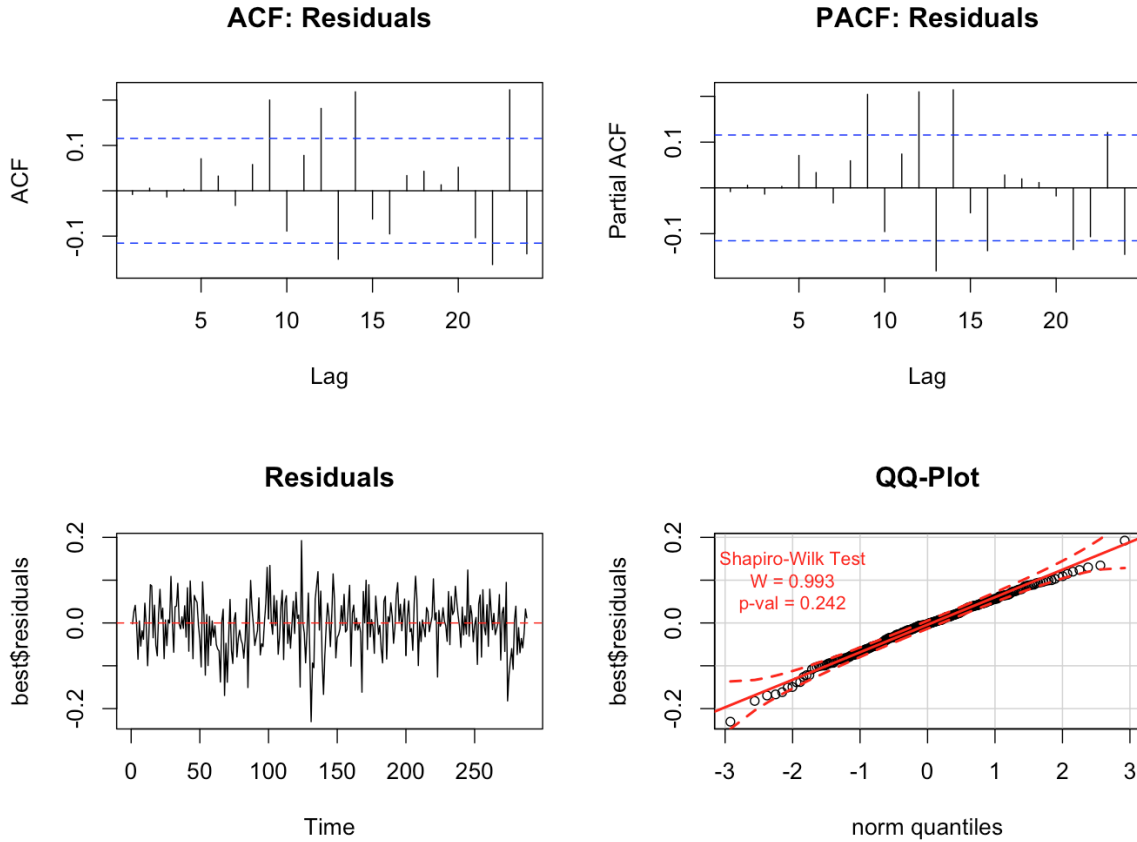 ACF: Residuals
ACF
0.1
-0.1
5
10
15
20
Lag
PACF: Residuals
Partial ACF
0.1
-0.1
5
10
15
20
Lag
Residuals
best$residuals
0.2
0.0
-0.2
0
50
100
150
200
250
Time
QQ-Plot
best$residuals
0.2
0.0
-0.2
Shapiro-Wilk Test
W = 0.993
p-val = 0.242
-3
-2
-1
0
1
2
3
norm quantiles